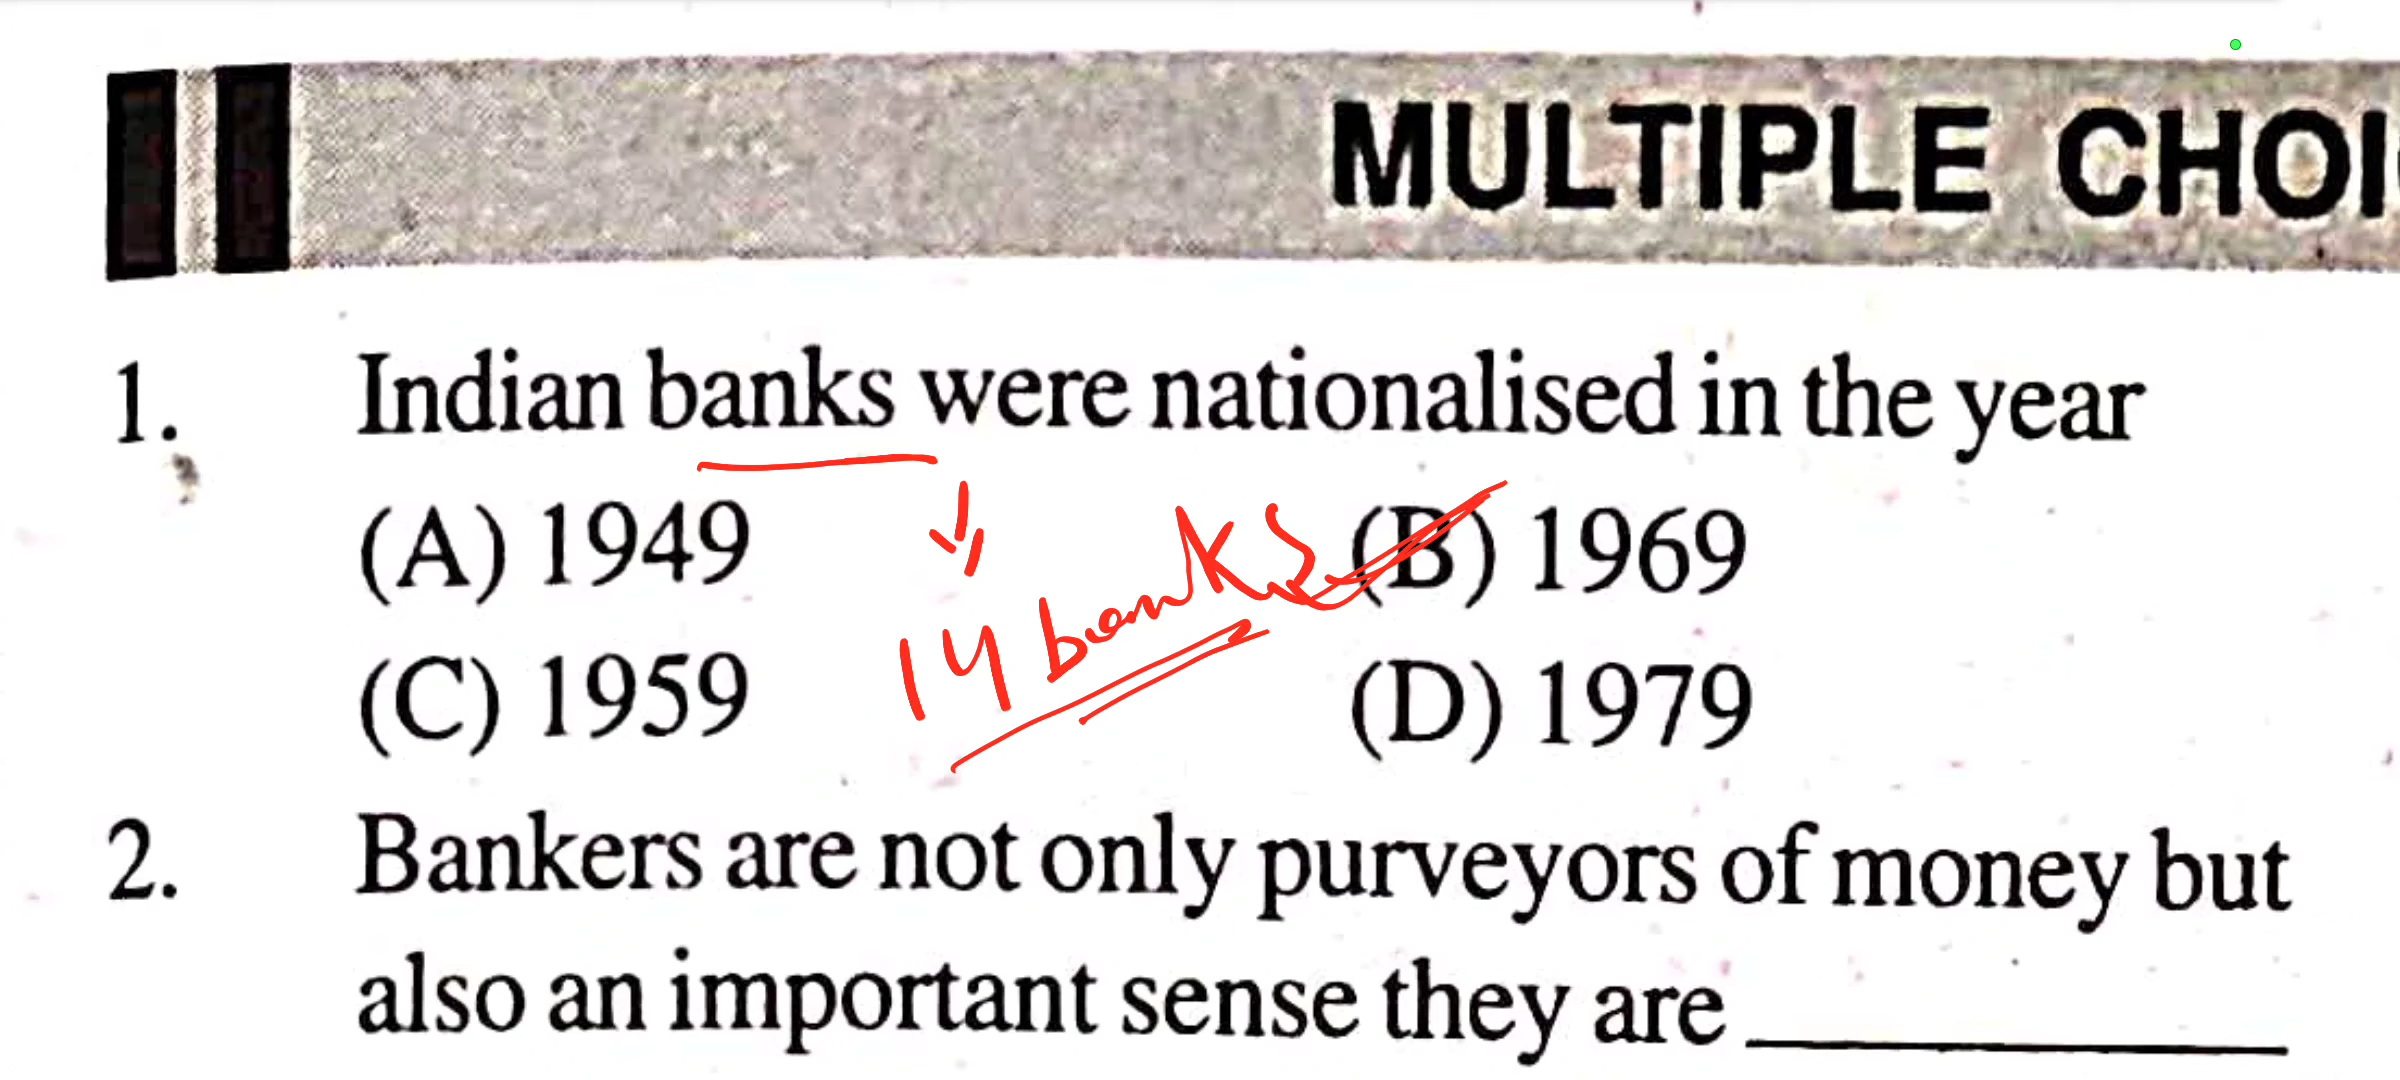 MULTIPLE CHOI
1. Indian banks were nationalised in the year
(A) 1949 (B) 1969
14 banks
(C) 1959 (D) 1979
2. Bankers are not only purveyors of money but
also an important sense they are ________